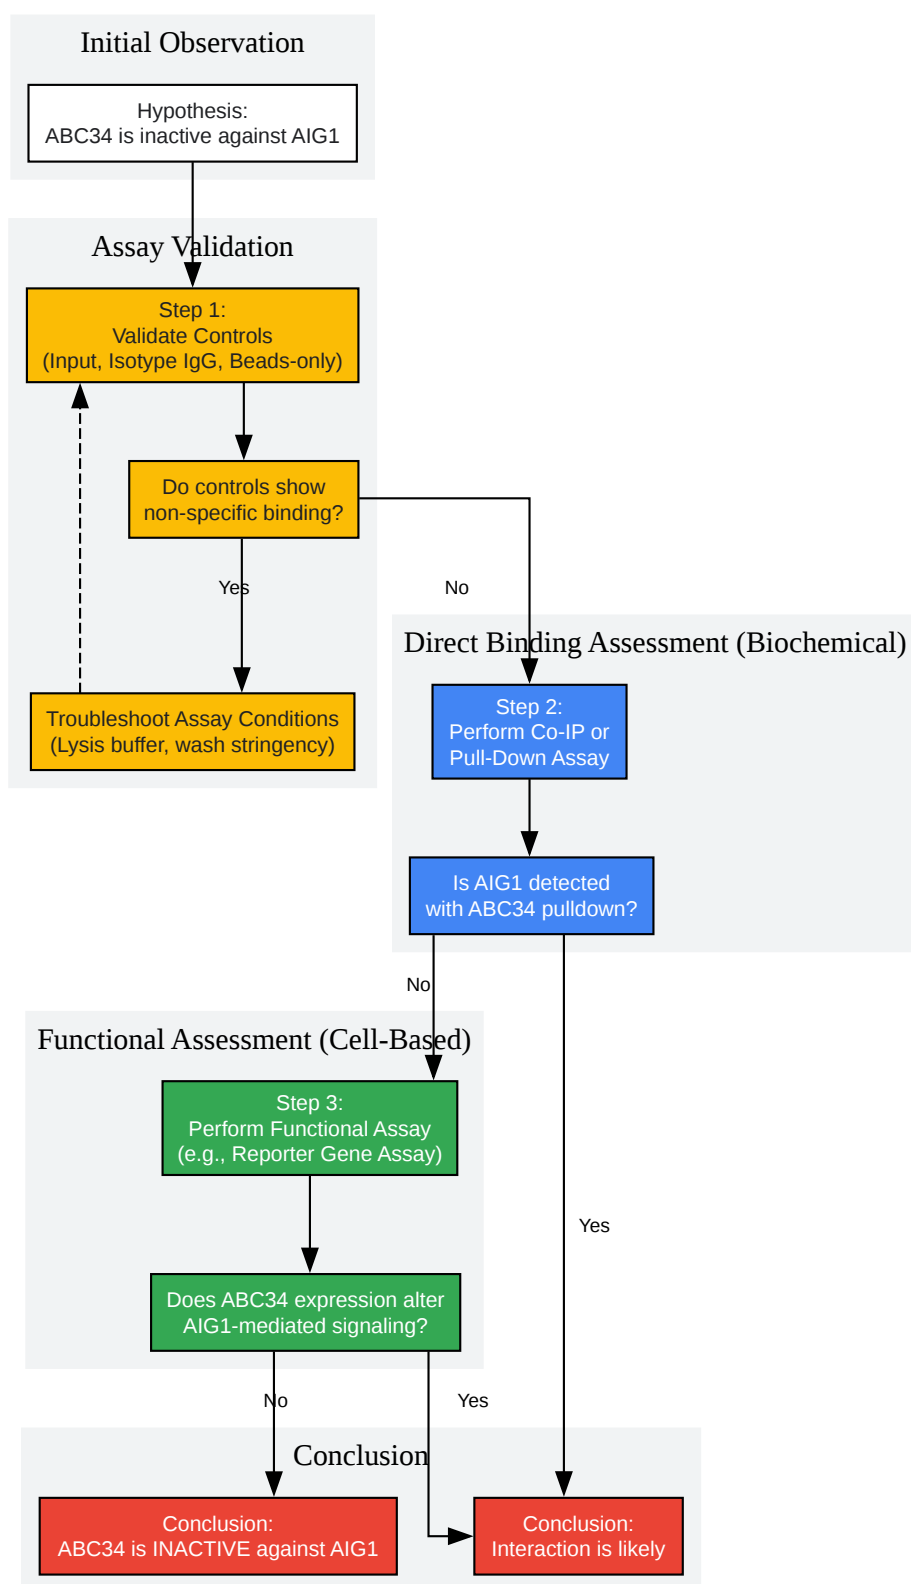 Initial Observation
Hypothesis:
ABC34 is inactive against AIG1
Assay Validation
Step 1:
Validate Controls
(Input, Isotype IgG, Beads-only)
Do controls show
non-specific binding?
Yes
No
Troubleshoot Assay Conditions
(Lysis buffer, wash stringency)
Direct Binding Assessment (Biochemical)
Step 2:
Perform Co-IP or
Pull-Down Assay
Is AIG1 detected
with ABC34 pulldown?
No
Yes
Functional Assessment (Cell-Based)
Step 3:
Perform Functional Assay
(e.g., Reporter Gene Assay)
Does ABC34 expression alter
AIG1-mediated signaling?
No
Yes
Conclusion
Conclusion:
ABC34 is INACTIVE against AIG1
Conclusion:
Interaction is likely